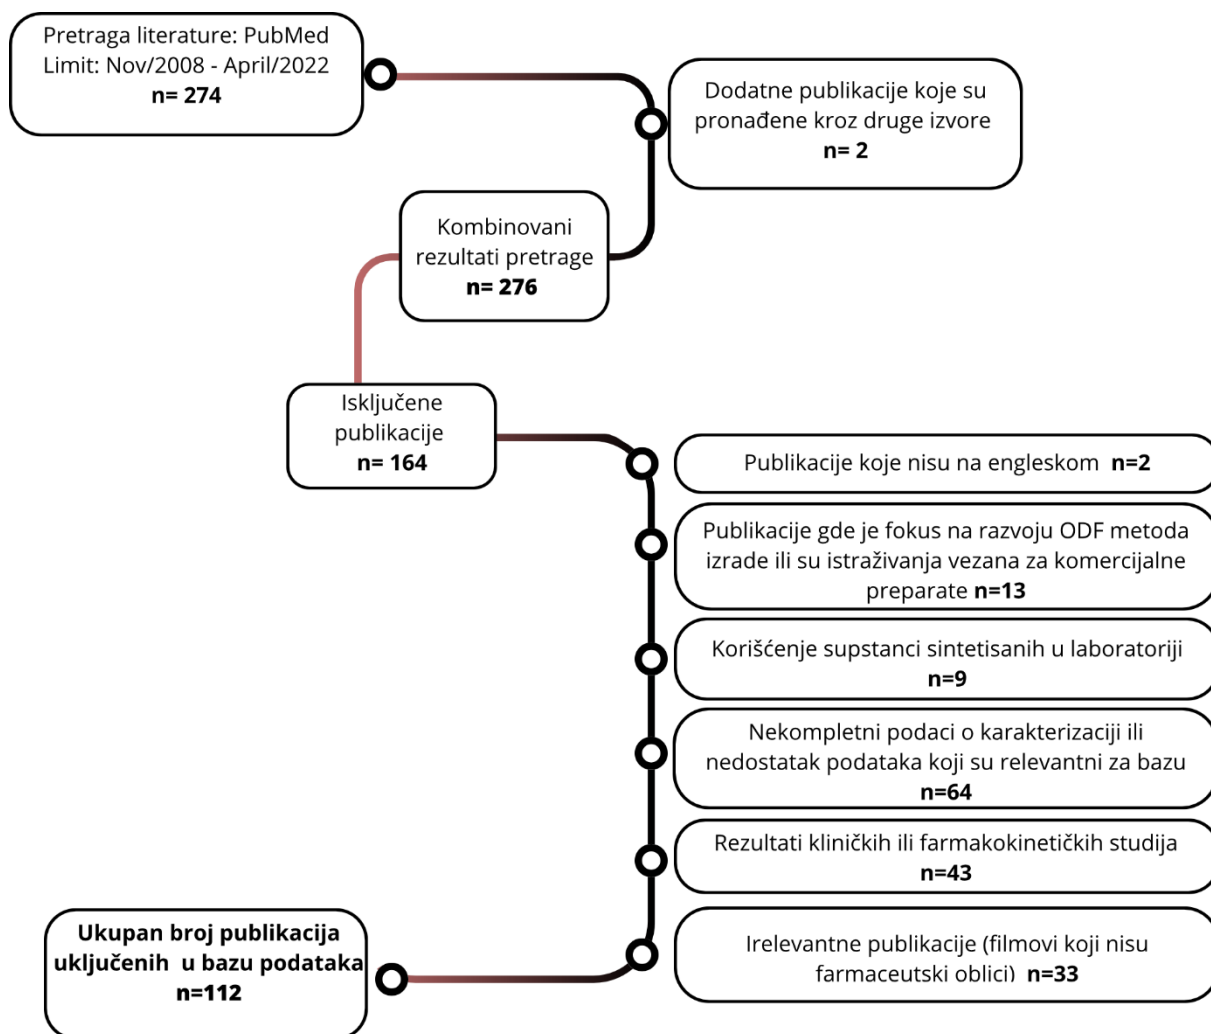 Pretraga literature: PubMed
Limit: Nov/2008 - April/2022
n= 274
Dodatne publikacije koje su
pronađene kroz druge izvore
n= 2
Kombinovani
rezultati pretrage
n= 276
Isključene
publikacije
n= 164
Publikacije koje nisu na engleskom n=2
Publikacije gde je fokus na razvoju ODF metoda
izrade ili su istraživanja vezana za komercijalne
preparate n=13
Korišćenje supstanci sintetisanih u laboratoriji
n=9
Nekompletni podaci o karakterizaciji ili
nedostatak podataka koji su relevantni za bazu
n=64
Rezultati kliničkih ili farmakokinetičkih studija
n=43
Irelevantne publikacije (filmovi koji nisu
farmaceutski oblici) n=33
Ukupan broj publikacija
uključenih u bazu podataka
n=112